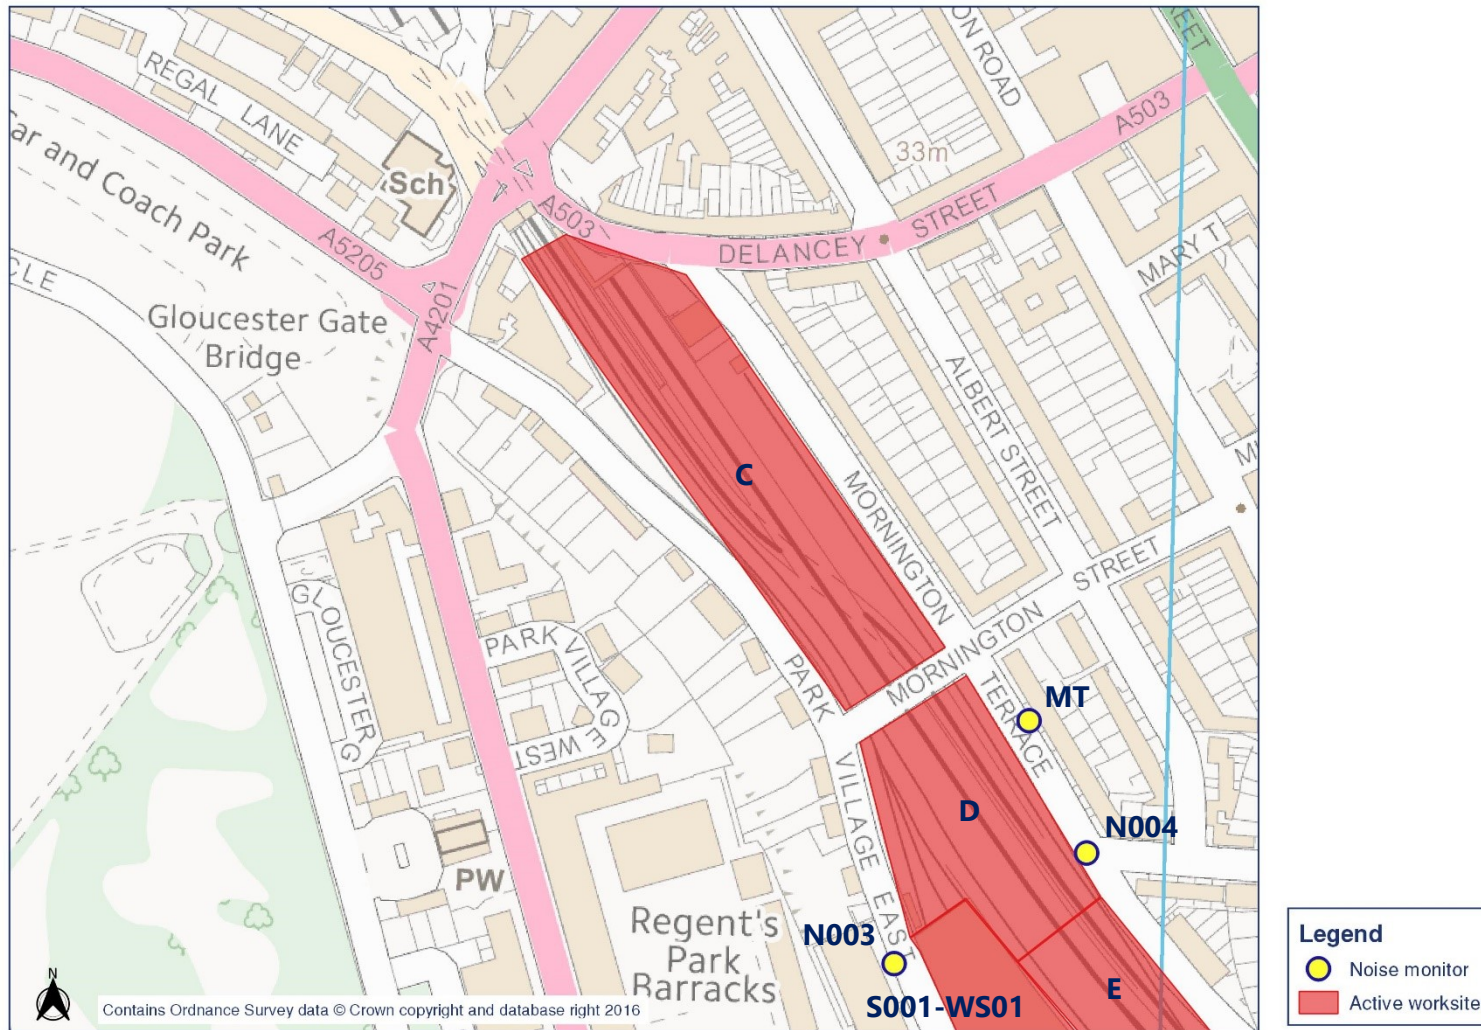 REGAL LANE
ar and Coach Park
CLE
Sch
A5205
A4201
A503
Gloucester Gate
Bridge
33m
ON ROAD
REET
A503
DELANCEY STREET
MARY T
ALBERT STREET
MORNINGTON
C
MORNINGTON STREET
TERRACE
MT
PARK
VILLAGE EAST
D
N004
GLOUCESTER G
PARK VILLAGE WEST
PW
Regent's
Park
Barracks
N003
S001-WS01
E
N
Contains Ordnance Survey data © Crown copyright and database right 2016
Legend
Noise monitor
Active worksite